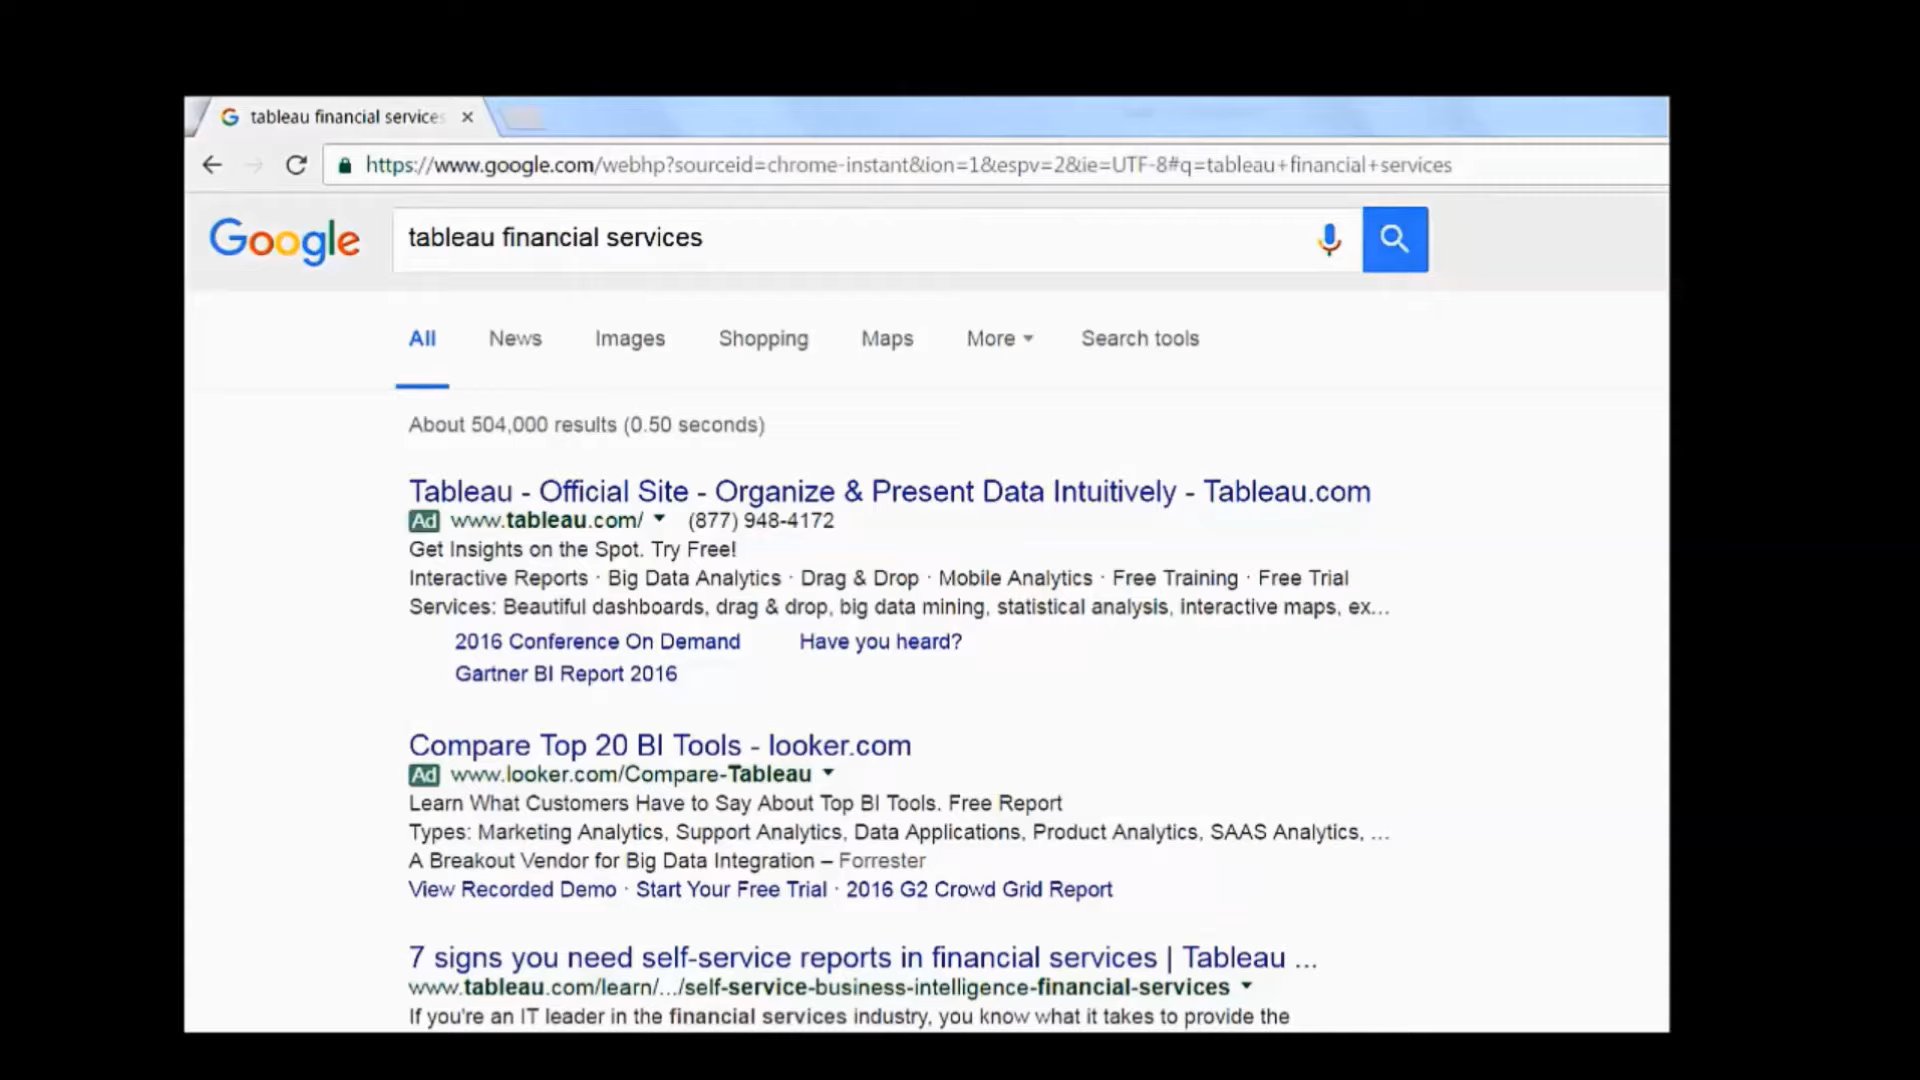 tableau financial services
https://www.google.com/webhp?sourceid=chrome-instant&ion=1&espv=2&ie=UTF-8#q=tableau+financial+services
Google tableau financial services
All News Images Shopping Maps More Search tools
About 504,000 results (0.50 seconds)
Tableau - Official Site - Organize & Present Data Intuitively - Tableau.com
Ad www.tableau.com/ (877) 948-4172
Get Insights on the Spot. Try Free!
Interactive Reports · Big Data Analytics · Drag & Drop · Mobile Analytics · Free Training · Free Trial
Services: Beautiful dashboards, drag & drop, big data mining, statistical analysis, interactive maps, ex...
2016 Conference On Demand Have you heard?
Gartner BI Report 2016
Compare Top 20 BI Tools - looker.com
Ad www.looker.com/Compare-Tableau
Learn What Customers Have to Say About Top BI Tools. Free Report
Types: Marketing Analytics, Support Analytics, Data Applications, Product Analytics, SAAS Analytics, ...
A Breakout Vendor for Big Data Integration – Forrester
View Recorded Demo · Start Your Free Trial · 2016 G2 Crowd Grid Report
7 signs you need self-service reports in financial services | Tableau ...
www.tableau.com/learn/.../self-service-business-intelligence-financial-services
If you're an IT leader in the financial services industry, you know what it takes to provide the